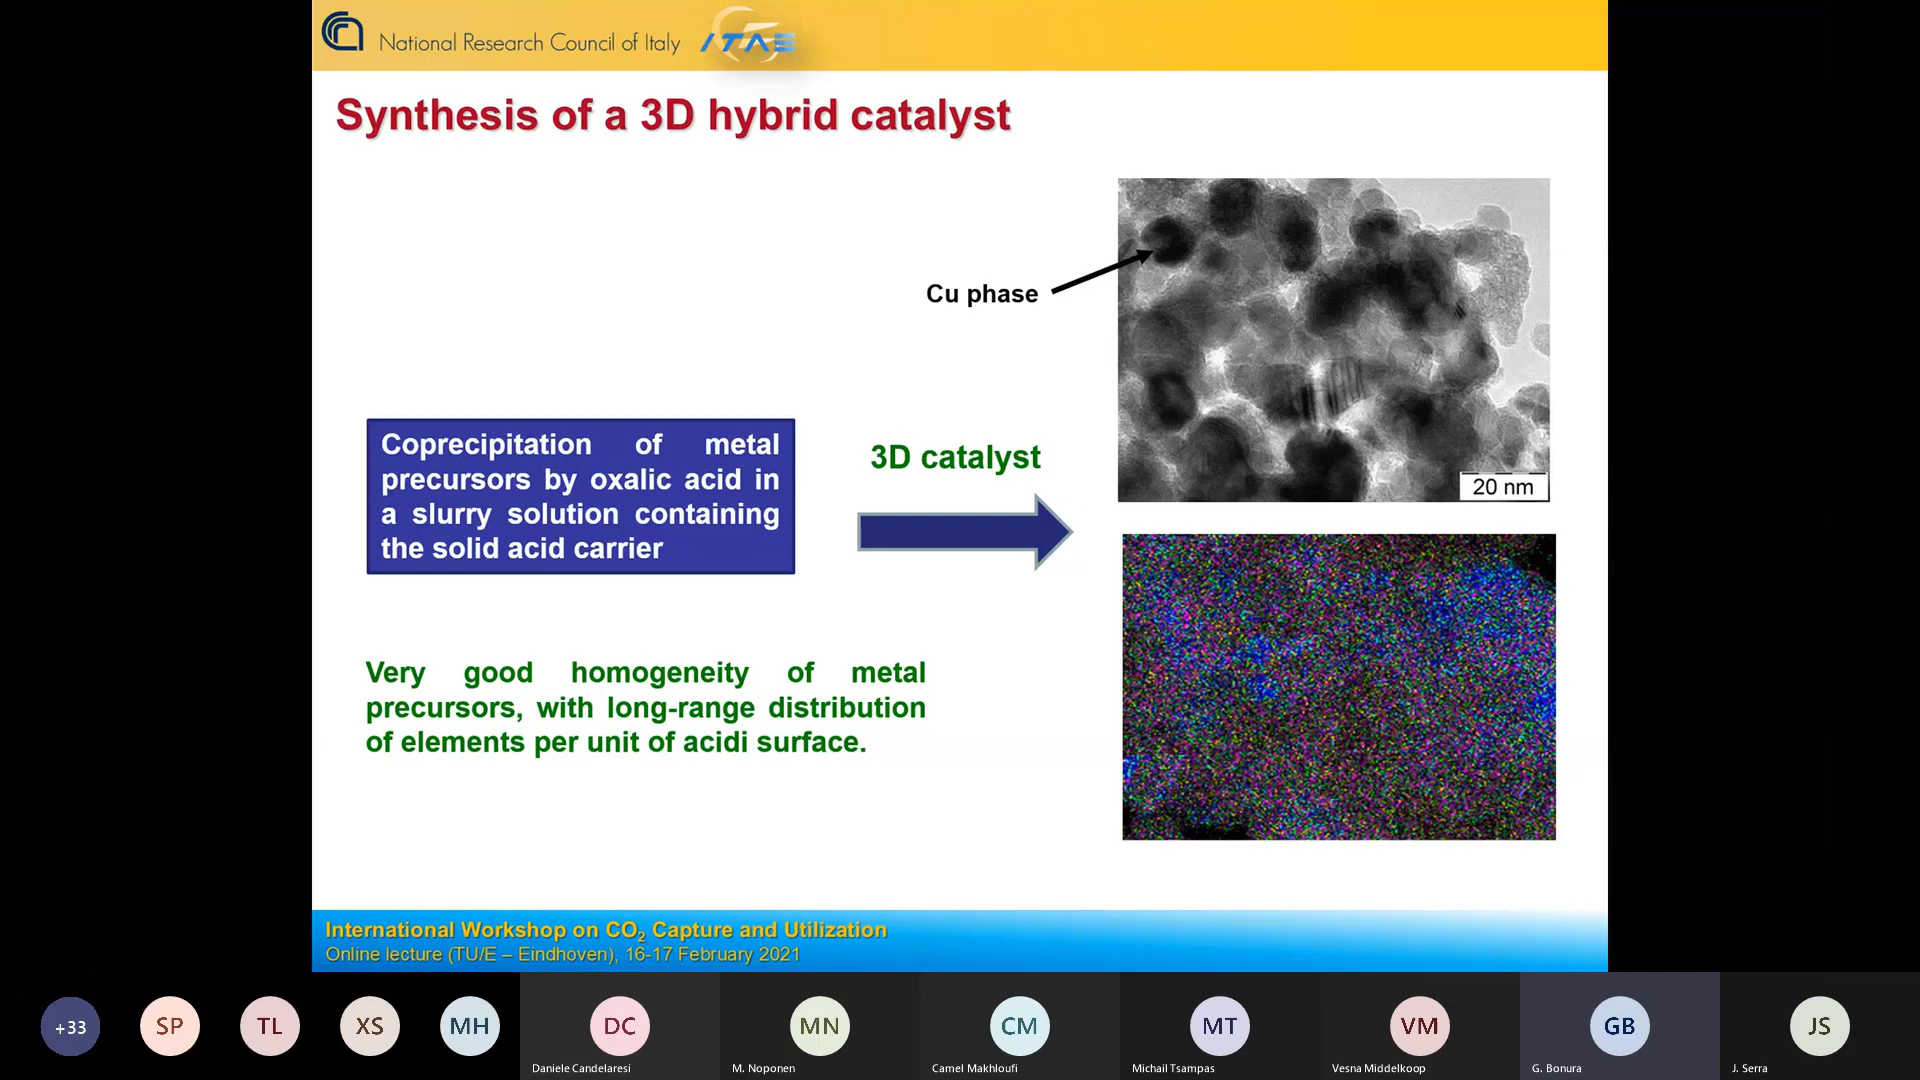 National Research Council of Italy
ITAE
Synthesis of a 3D hybrid catalyst
Cu phase
20 nm
Coprecipitation of metal
precursors by oxalic acid in
a slurry solution containing
the solid acid carrier
3D catalyst
Very good homogeneity of metal
precursors, with long-range distribution
of elements per unit of acidi surface.
International Workshop on CO₂ Capture and Utilization
Online lecture (TU/E – Eindhoven), 16-17 February 2021
+33
SP
TL
XS
MH
DC
MN
CM
MT
VM
GB
JS
Daniele Candelaresi
M. Noponen
Camel Makhloufi
Michail Tsampas
Vesna Middelkoop
G. Bonura
J. Serra